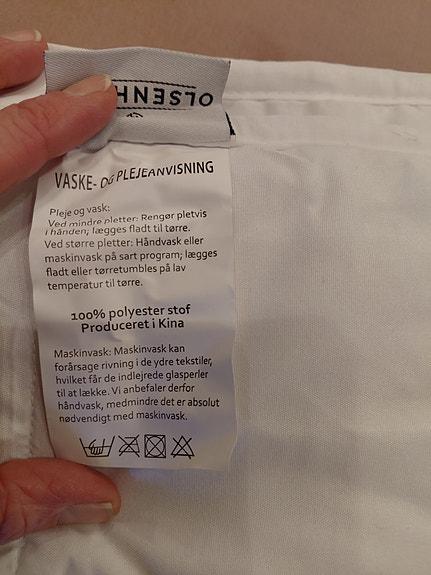 OLSENH
VASKE- OG PLEJEANVISNING
Pleje og vask:
Ved mindre pletter: Rengør pletvis
i hånden; lægges fladt til tørre.
Ved større pletter: Håndvask eller
maskinvask på sart program; lægges
fladt eller tørretumbles på lav
temperatur til tørre.
100% polyester stof
Produceret i Kina
Maskinvask: Maskinvask kan
forårsage rivning i de ydre tekstiler,
hvilket får de indlejrede glasperler
til at lække. Vi anbefaler derfor
håndvask, medmindre det er absolut
nødvendigt med maskinvask.